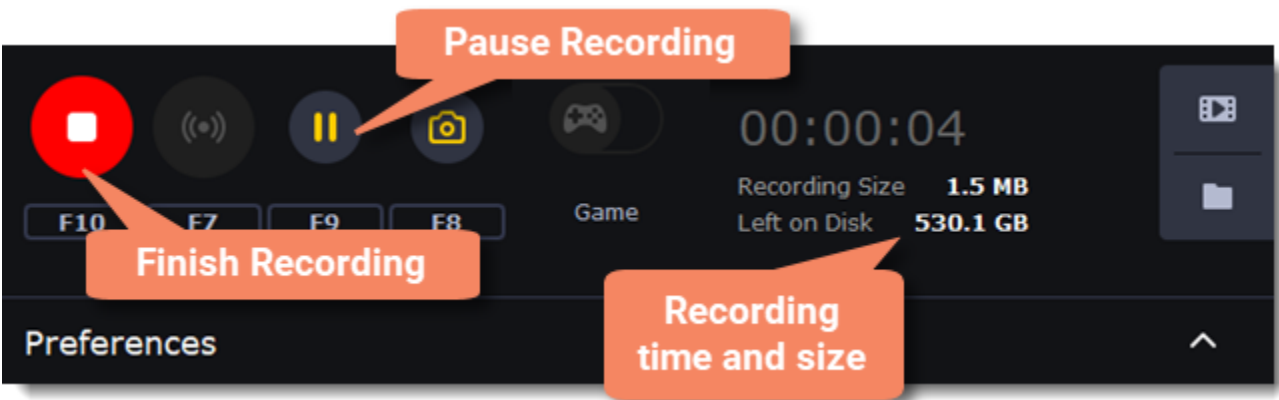 Pause Recording
00:00:04
Recording Size 1.5 MB
F10 F7 F9 F8 Game
Left on Disk 530.1 GB
Finish Recording
Recording
time and size
Preferences